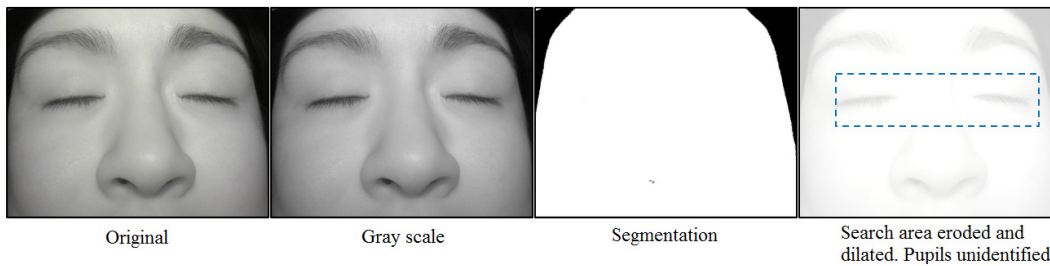 Original
Gray scale
Segmentation
Search area eroded and
dilated. Pupils unidentified